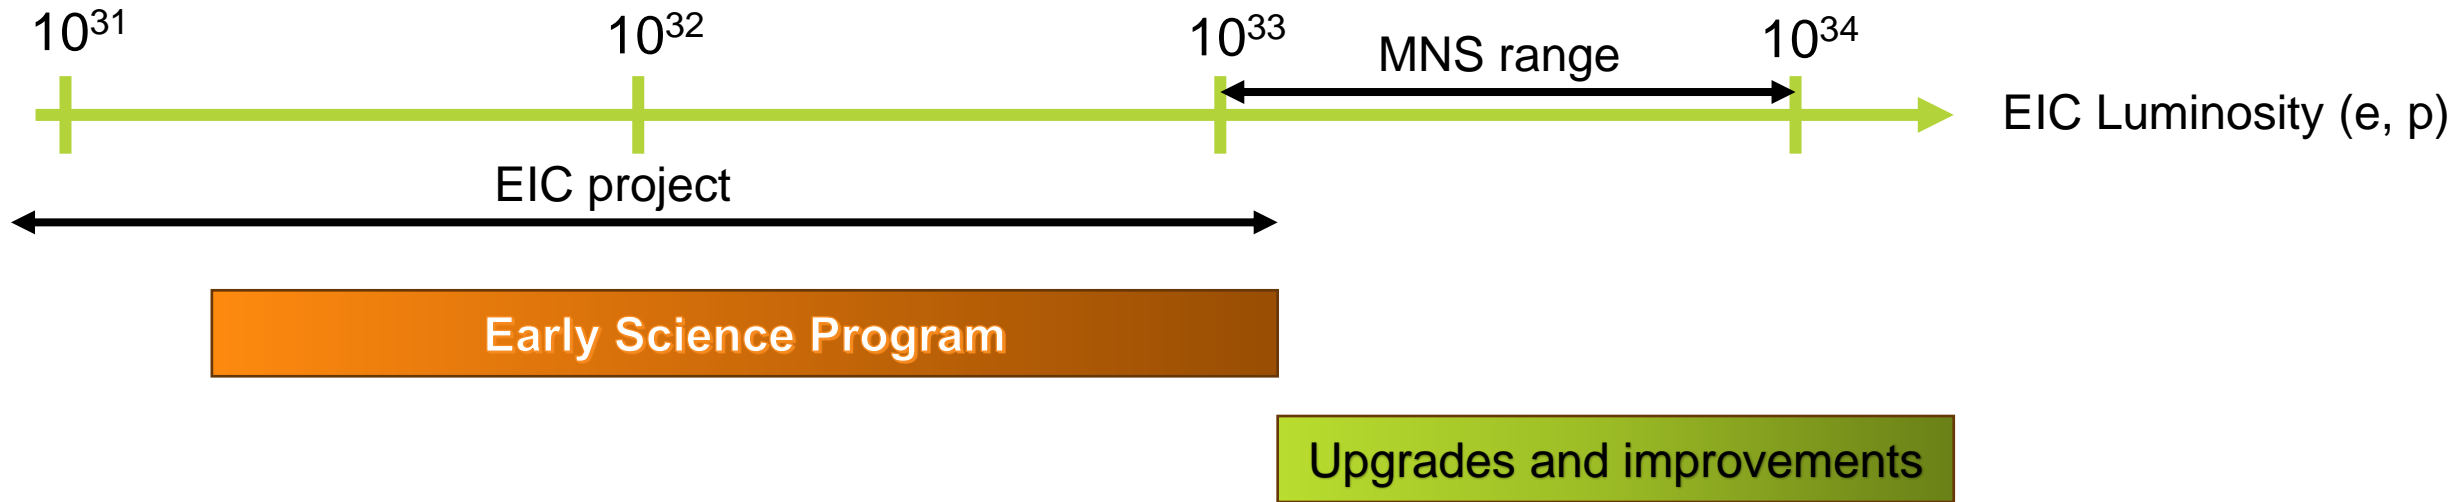 10³¹ 10³² 10³³ MNS range 10³⁴
EIC Luminosity (e, p)
EIC project
Early Science Program
Upgrades and improvements